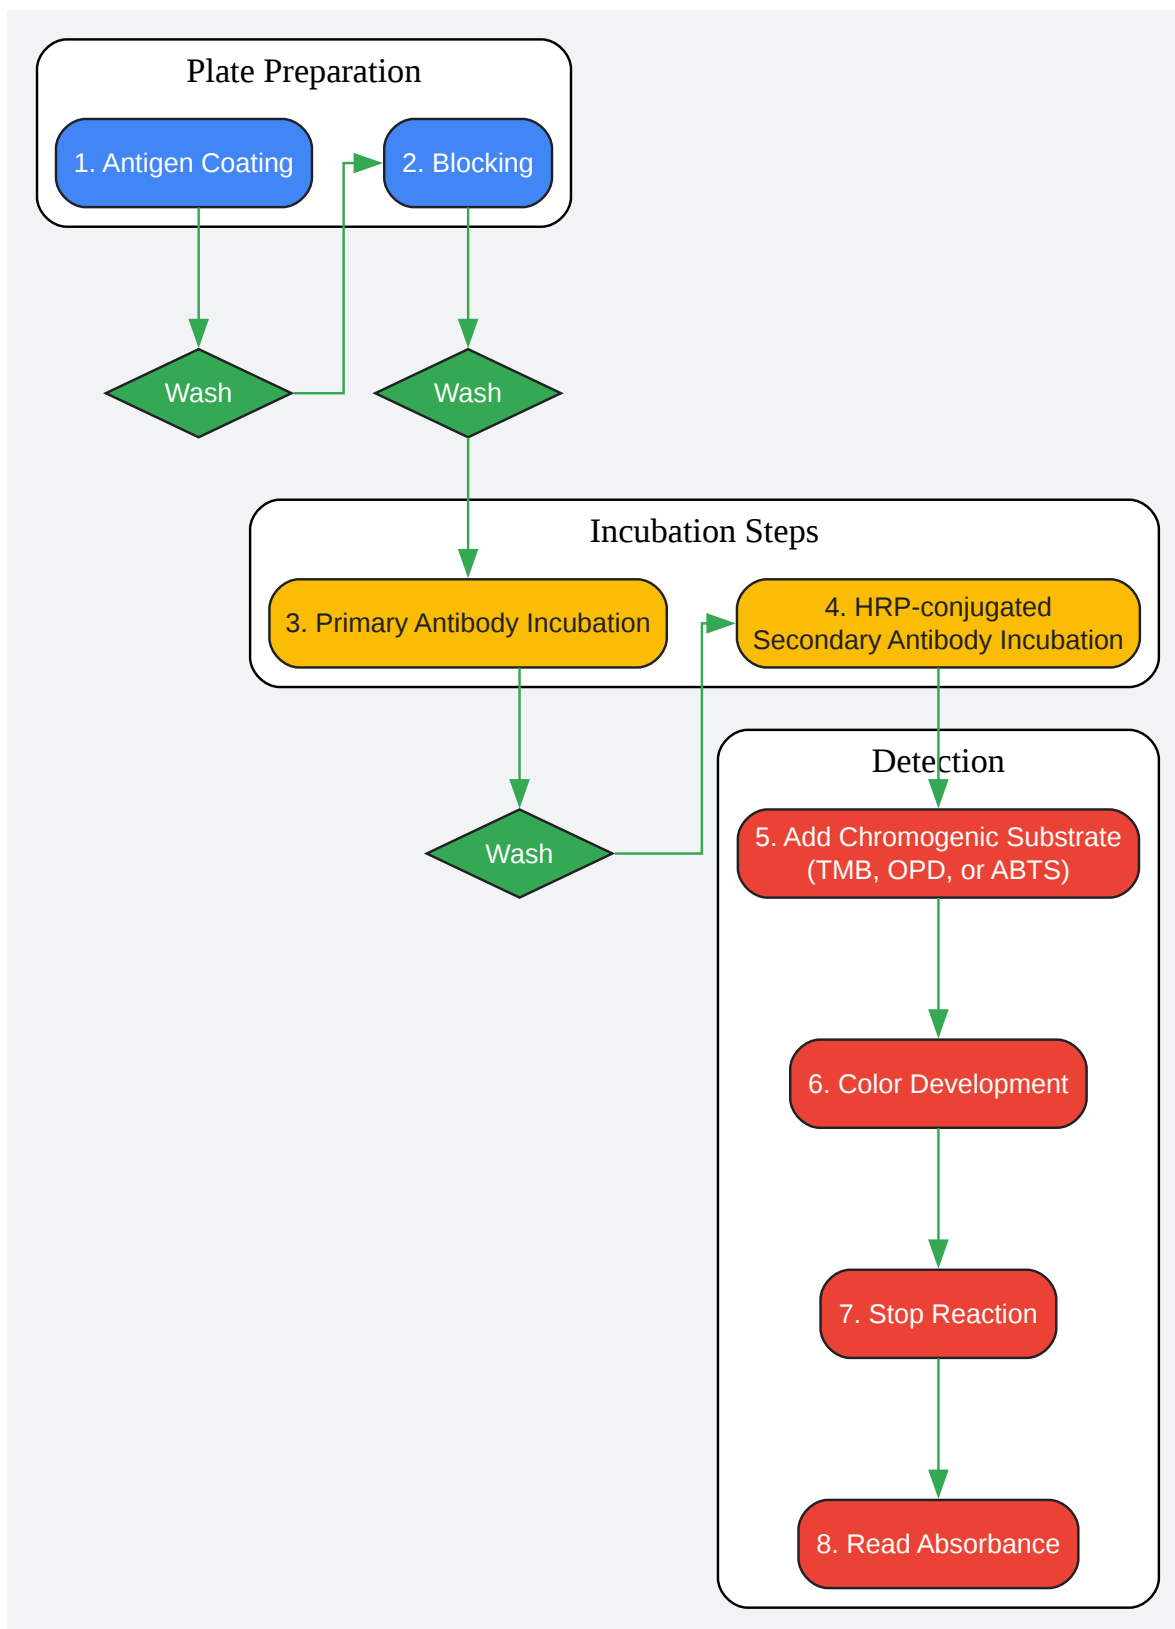 Plate Preparation
1. Antigen Coating
2. Blocking
Wash
Wash
Incubation Steps
3. Primary Antibody Incubation
4. HRP-conjugated
Secondary Antibody Incubation
Wash
Detection
5. Add Chromogenic Substrate
(TMB, OPD, or ABTS)
6. Color Development
7. Stop Reaction
8. Read Absorbance